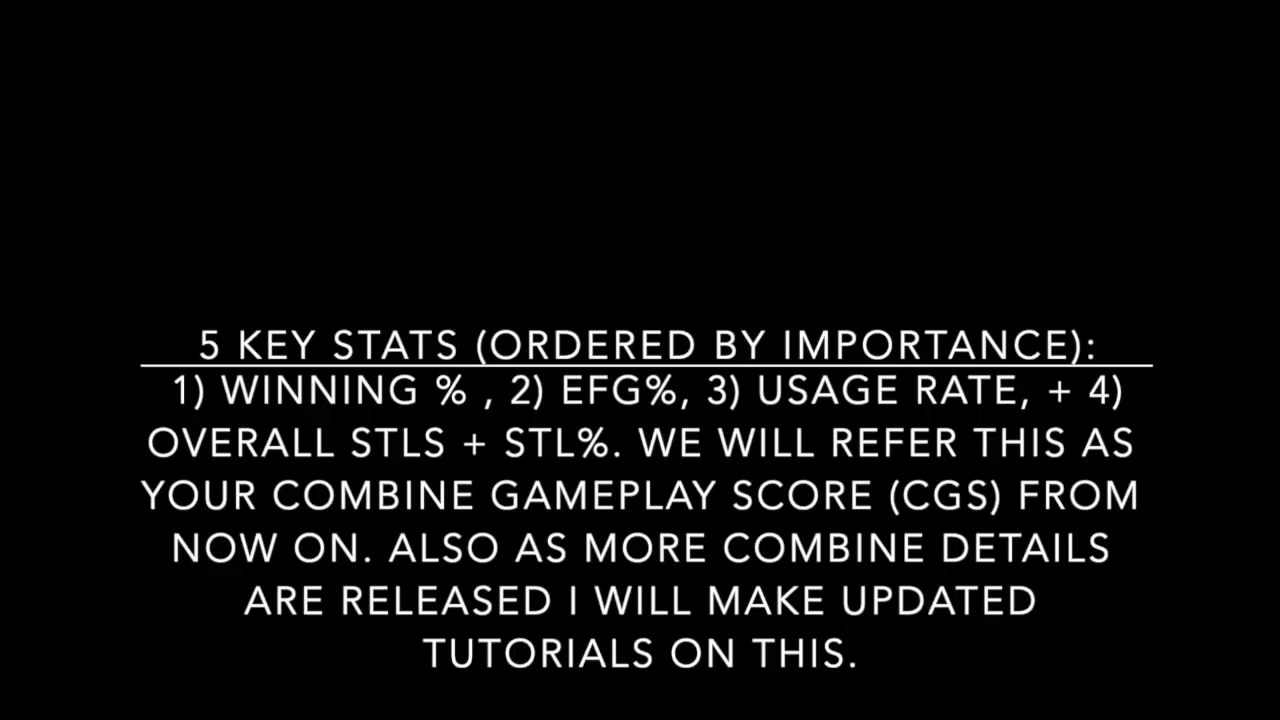 5 KEY STATS (ORDERED BY IMPORTANCE):
1) WINNING % , 2) EFG%, 3) USAGE RATE, + 4)
OVERALL STLS + STL%. WE WILL REFER THIS AS
YOUR COMBINE GAMEPLAY SCORE (CGS) FROM
NOW ON. ALSO AS MORE COMBINE DETAILS
ARE RELEASED I WILL MAKE UPDATED
TUTORIALS ON THIS.